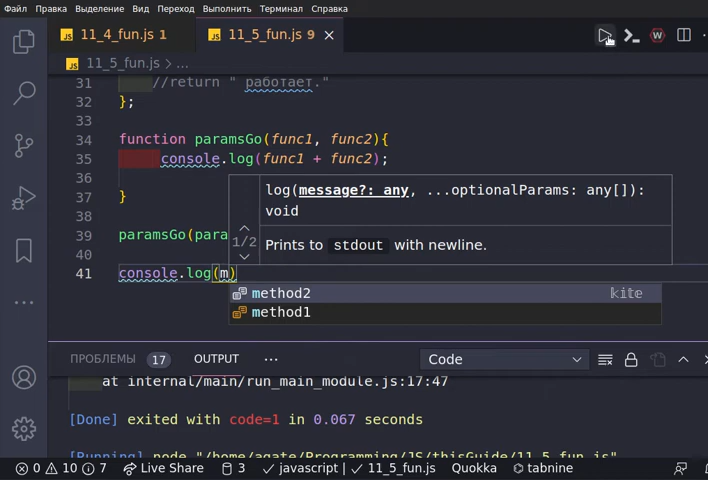 Файл Правка Выделение Вид Переход Выполнить Терминал Справка
JS 11_4_fun.js 1 JS 11_5_fun.js 9
JS 11_5_fun.js > ...
31 //return " работает."
32 };
33
34 function paramsGo(func1, func2){
35 console.log(func1 + func2);
36
37 }
38
39 paramsGo(para
40
41 console.log(m)
log(message?: any, ...optionalParams: any[]):
void
1/2
Prints to stdout with newline.
method2 kite
method1
ПРОБЛЕМЫ 17 OUTPUT ... Code
at internal/main/run_main_module.js:17:47
[Done] exited with code=1 in 0.067 seconds
[Running] node "/home/agate/Programming/JS/thisGuide/11_5_fun.js"
0 10 7 Live Share 3 javascript | 11_5_fun.js Quokka tabnine